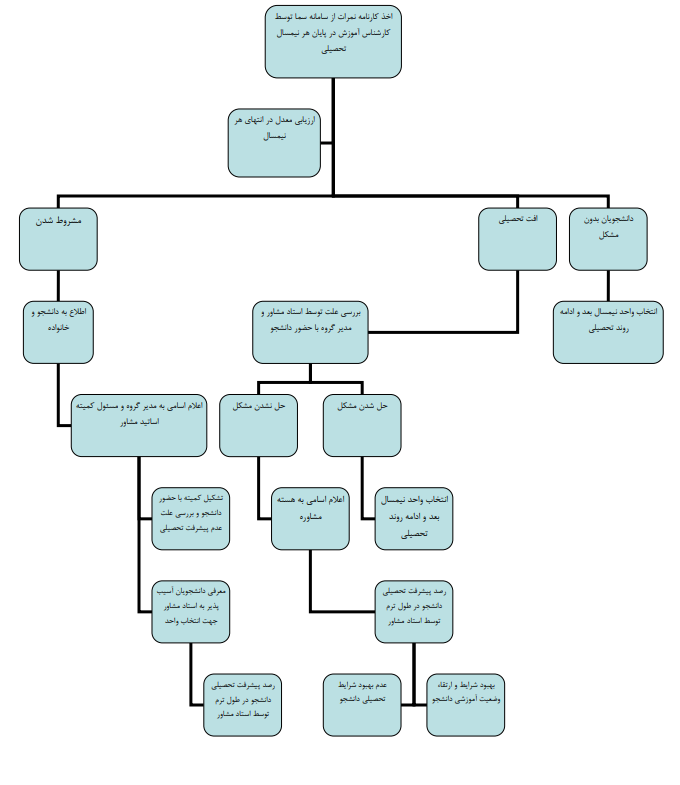 اخذ کارنامه نمرات از سامانه سما توسط
کارشناس آموزش در پایان هر نیمسال
تحصیلی
ارزیابی معدل در انتهای هر
نیمسال
مشروط شدن
افت تحصیلی
دانشجویان بدون
مشکل
اطلاع به دانشجو و
خانواده
بررسی علت توسط استاد مشاور و
مدیر گروه با حضور دانشجو
انتخاب واحد نیمسال بعد و ادامه
روند تحصیلی
اعلام اسامی به مدیر گروه و مسئول کمیته
اساتید مشاور
حل نشدن مشکل
حل شدن مشکل
تشکیل کمیته با حضور
دانشجو و بررسی علت
عدم پیشرفت تحصیلی
اعلام اسامی به هسته
مشاوره
انتخاب واحد نیمسال
بعد و ادامه روند
تحصیلی
معرفی دانشجویان آسیب
پذیر به استاد مشاور
جهت انتخاب واحد
رصد پیشرفت تحصیلی
دانشجو در طول ترم
توسط استاد مشاور
رصد پیشرفت تحصیلی
دانشجو در طول ترم
توسط استاد مشاور
عدم بهبود شرایط
تحصیلی دانشجو
بهبود شرایط و ارتقاء
وضعیت آموزشی دانشجو